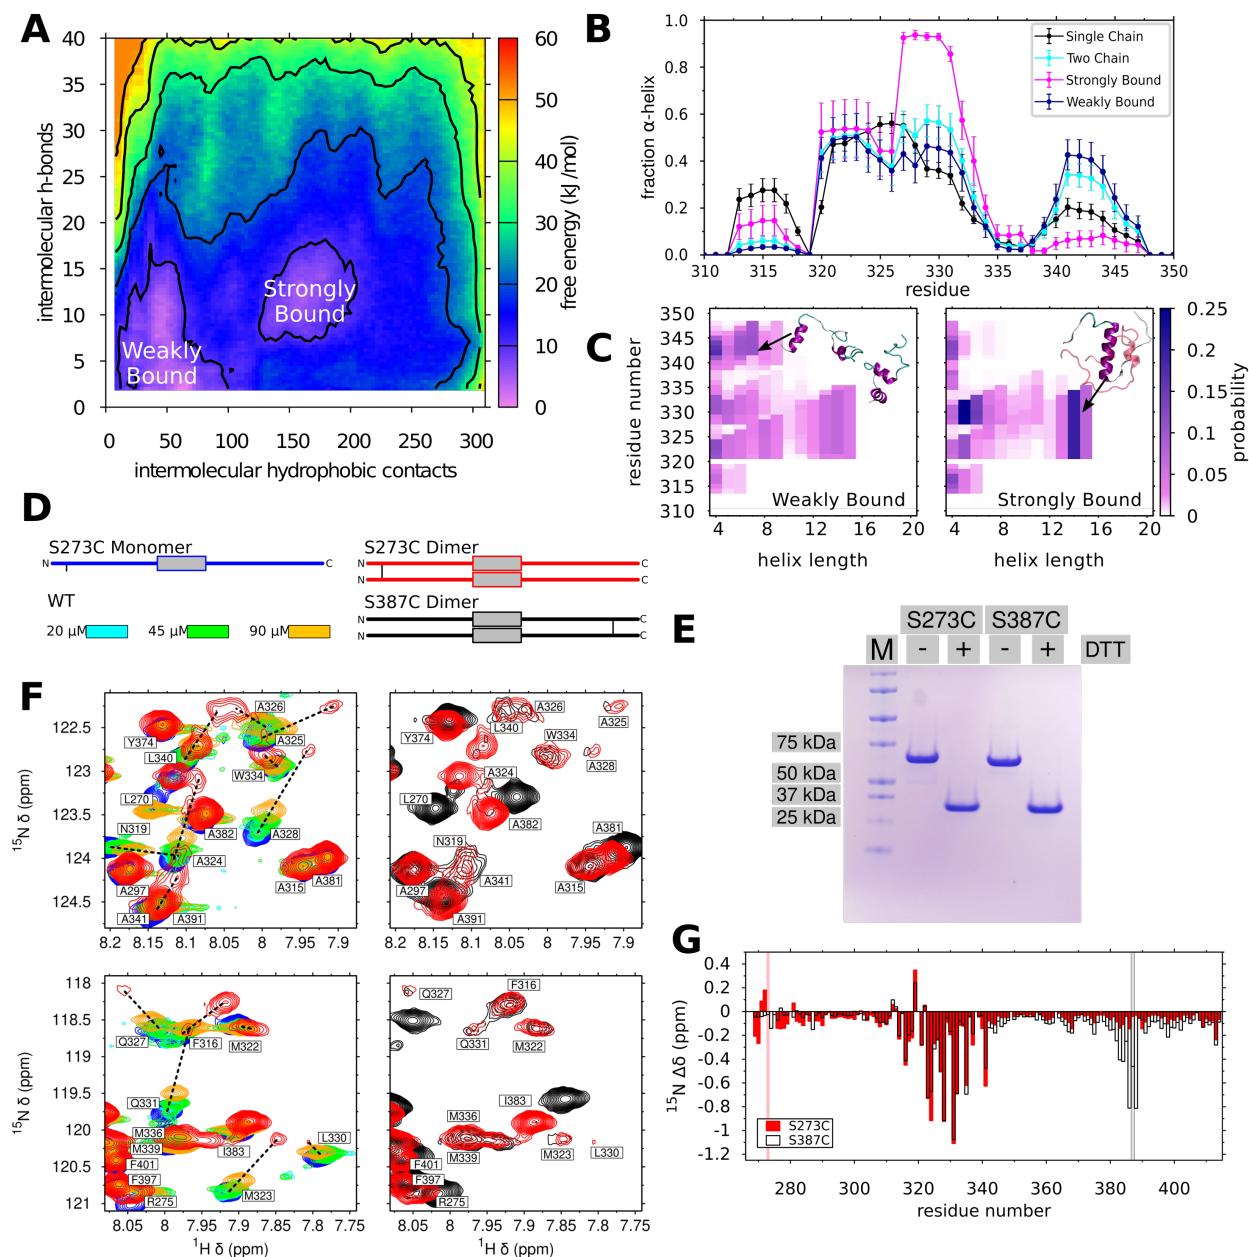 A
40
35
30
25
20
15
10
5
0
intermolecular h-bonds
Strongly
Bound
Weakly
Bound
0
50
100
150
200
250
300
intermolecular hydrophobic contacts
60
50
40
30
20
10
0
free energy (kJ /mol)
B
1.0
0.8
0.6
0.4
0.2
0.0
fraction α-helix
Single Chain
Two Chain
Strongly Bound
Weakly Bound
310 315 320 325 330 335 340 345 350
residue
C
350
345
340
335
330
325
320
315
310
residue number
Weakly Bound
4 8 12 16 20
helix length
Strongly Bound
4 8 12 16 20
helix length
0.25
0.2
0.15
0.1
0.05
0
probability
D
S273C Monomer
N C
WT
20 μM 45 μM 90 μM
S273C Dimer
N C
N C
S387C Dimer
N C
N C
E
S273C S387C
M - + - + DTT
75 kDa
50 kDa
37 kDa
25 kDa
F
122.5
123
123.5
124
124.5
15N δ (ppm)
A326
A325
Y374
L340
W334
L270
N319
A382
A328
A324
A297
A315
A381
A341
A391
8.2 8.15 8.1 8.05 8 7.95 7.9
A326
A325
L340
Y374
W334
A328
A324
L270
A382
A381
N319
A341
A297
A315
A391
8.2 8.15 8.1 8.05 8 7.95 7.9
118
118.5
119
119.5
120
120.5
121
15N δ (ppm)
Q327
F316
M322
Q331
M336
M339
I383
L330
F401
F397
R275
M323
8.05 8 7.95 7.9 7.85 7.8 7.75
1H δ (ppm)
F316
Q327
Q331
M322
I383
M336
M339
M323
L330
F401
F397
R275
8.05 8 7.95 7.9 7.85 7.8 7.75
1H δ (ppm)
G
0.4
0.2
0
-0.2
-0.4
-0.6
-0.8
-1
-1.2
15N Δδ (ppm)
S273C
S387C
280 300 320 340 360 380 400
residue number